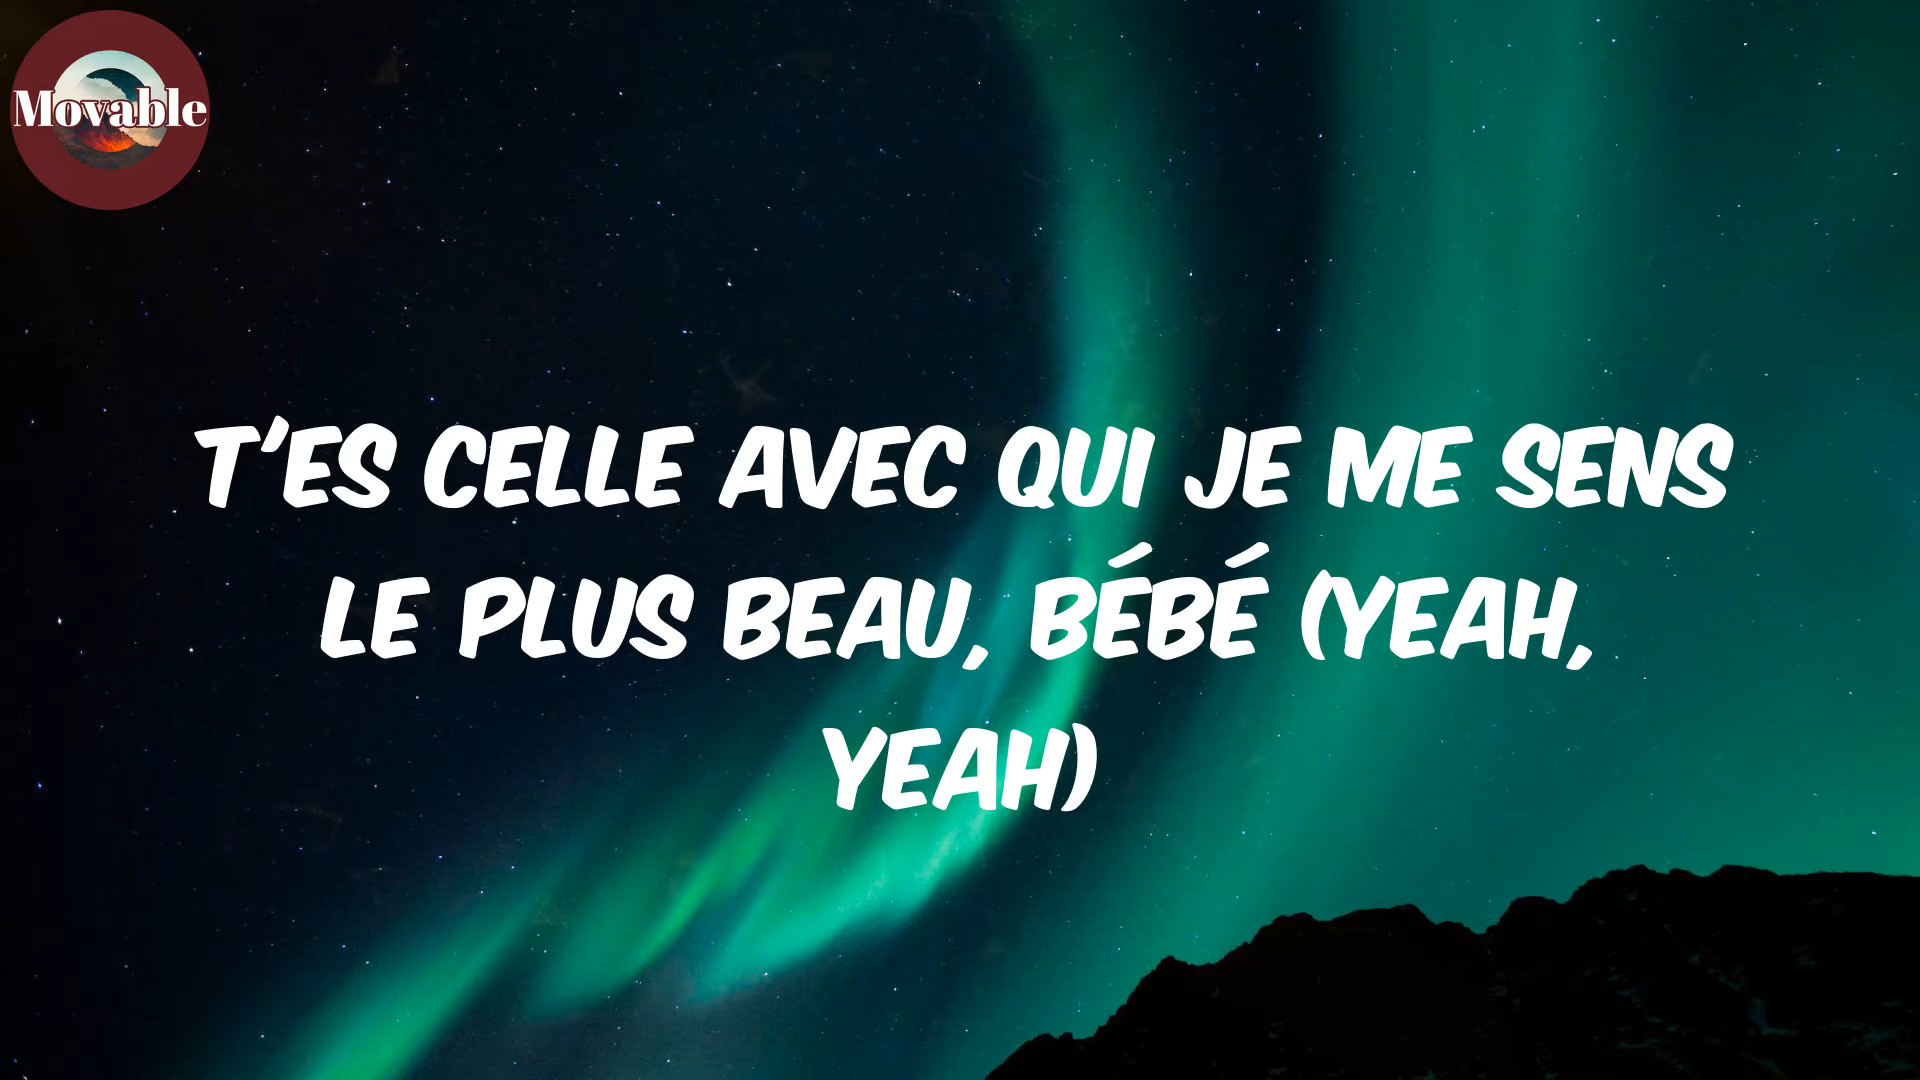 Movable
T'ES CELLE AVEC QUI JE ME SENS
LE PLUS BEAU, BÉBÉ (YEAH,
YEAH)